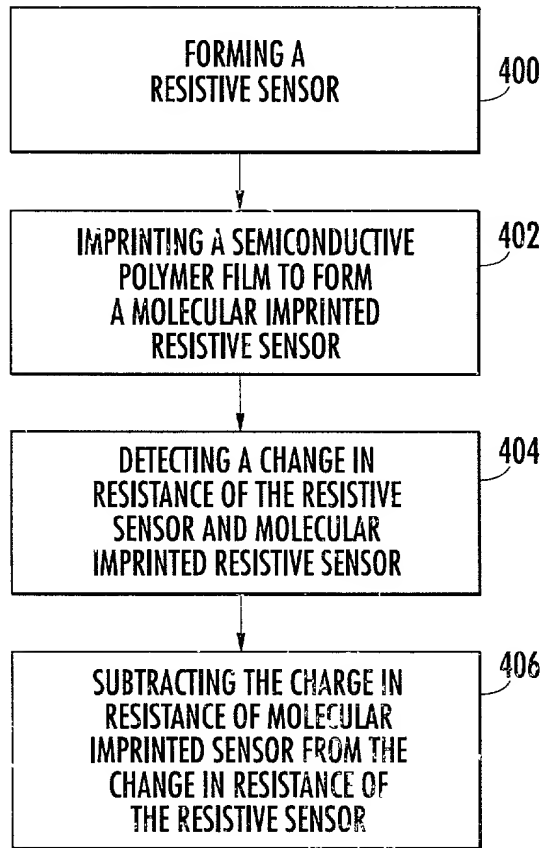 FORMING A
RESISTIVE SENSOR
400
IMPRINTING A SEMICONDUCTIVE
POLYMER FILM TO FORM
A MOLECULAR IMPRINTED
RESISTIVE SENSOR
402
DETECTING A CHANGE IN
RESISTANCE OF THE RESISTIVE
SENSOR AND MOLECULAR
IMPRINTED RESISTIVE SENSOR
404
SUBTRACTING THE CHARGE IN
RESISTANCE OF MOLECULAR
IMPRINTED SENSOR FROM THE
CHANGE IN RESISTANCE OF
THE RESISTIVE SENSOR
406